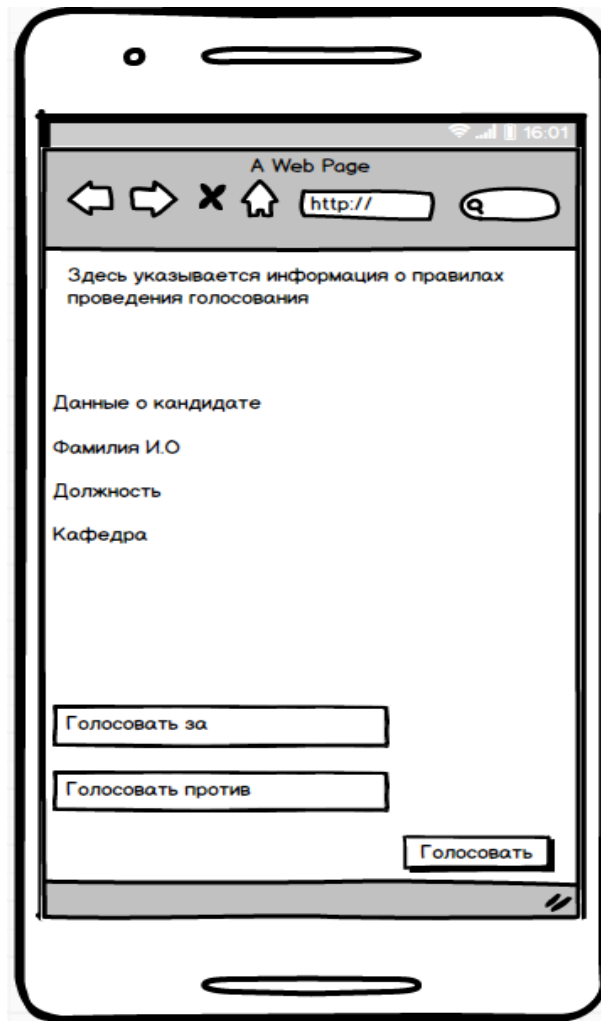 16:01
A Web Page
http://
Здесь указывается информация о правилах
проведения голосования
Данные о кандидате
Фамилия И.О
Должность
Кафедра
Голосовать за
Голосовать против
Голосовать